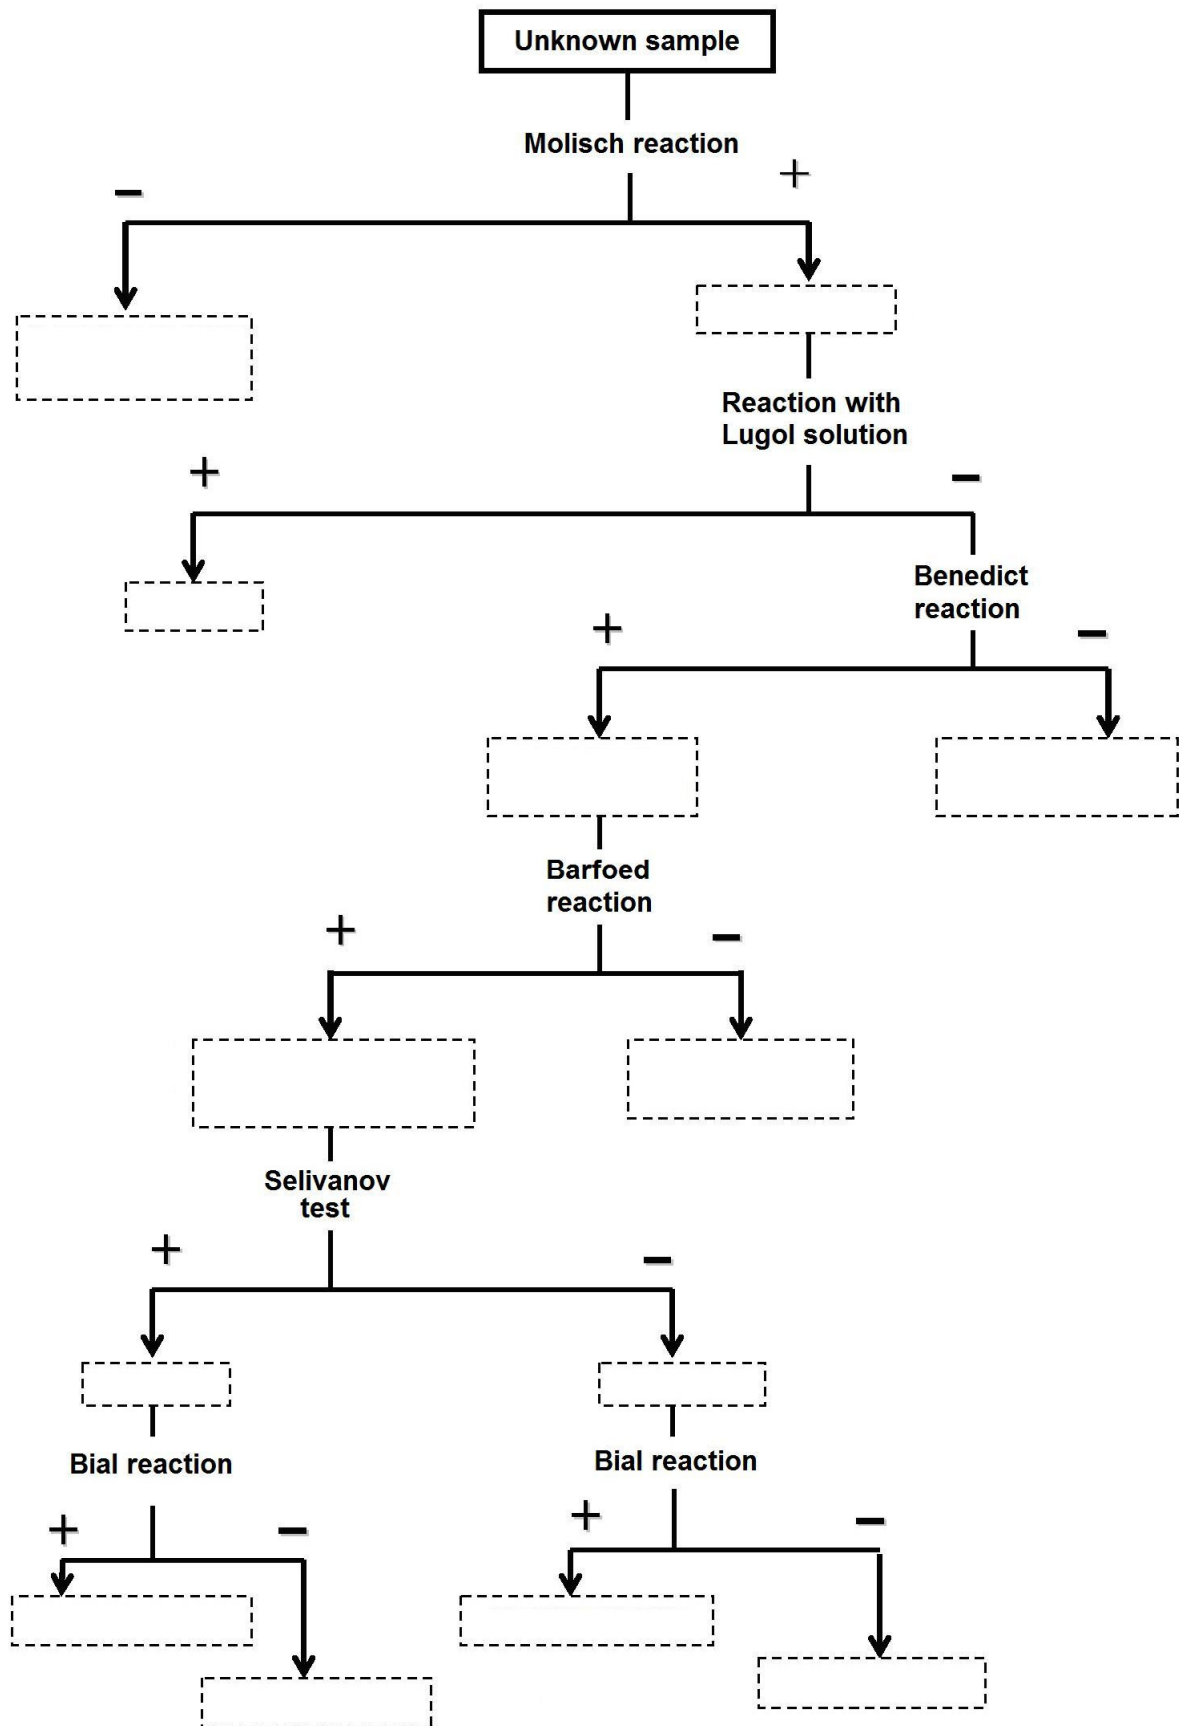 Unknown sample
Molisch reaction
− +
Reaction with
Lugol solution
+ −
Benedict
reaction
+ −
Barfoed
reaction
+ −
Selivanov
test
+ −
Bial reaction
+ −
Bial reaction
+ −